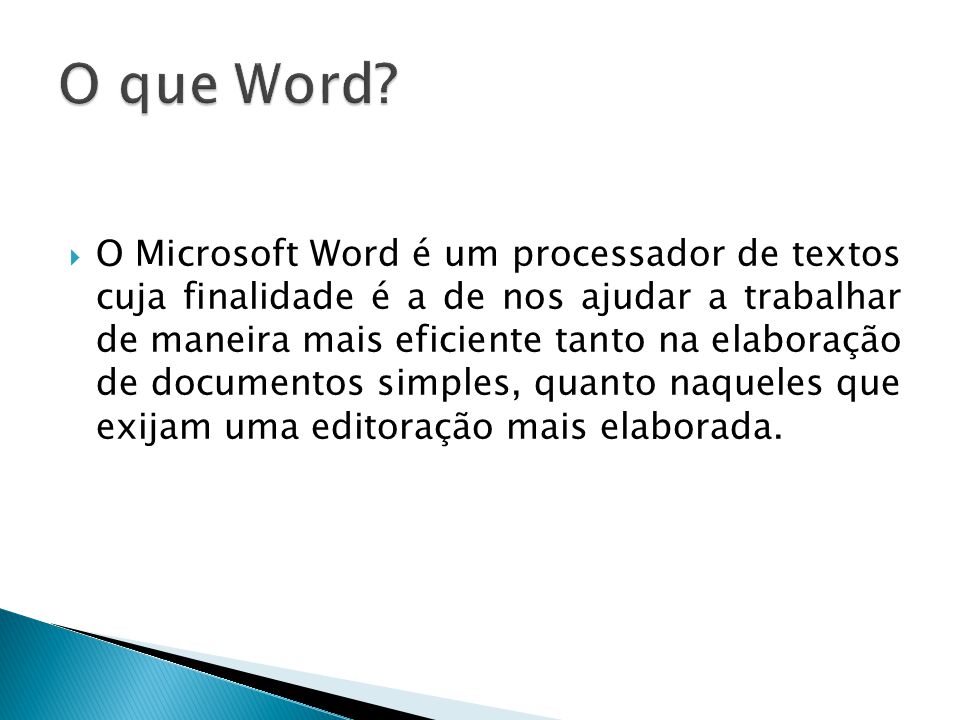 O que Word?
O Microsoft Word é um processador de textos
cuja finalidade é a de nos ajudar a trabalhar
de maneira mais eficiente tanto na elaboração
de documentos simples, quanto naqueles que
exijam uma editoração mais elaborada.